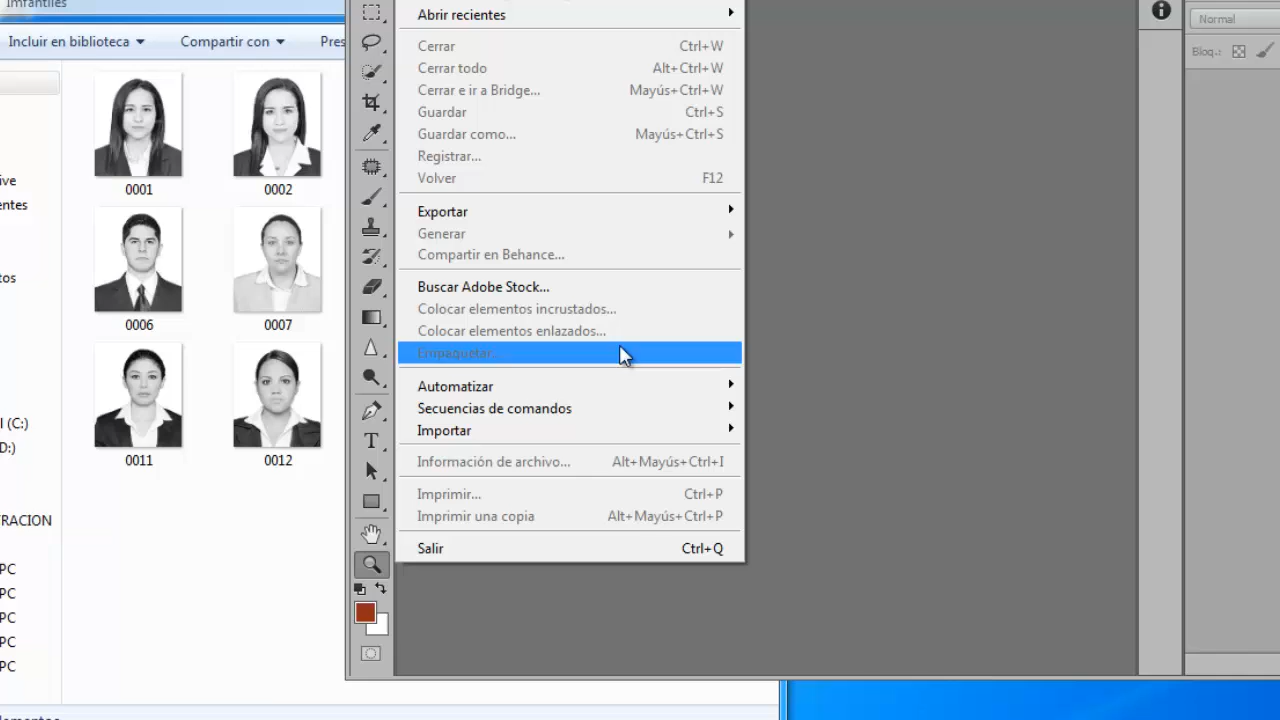 Infantiles
Incluir en biblioteca
Compartir con
Pres
0001
0002
0006
0007
0011
0012
ive
entes
tos
l (C:)
D:)
TRACION
PC
PC
PC
PC
PC
Abrir recientes
Cerrar Ctrl+W
Cerrar todo Alt+Ctrl+W
Cerrar e ir a Bridge... Mayús+Ctrl+W
Guardar Ctrl+S
Guardar como... Mayús+Ctrl+S
Registrar...
Volver F12
Exportar
Generar
Compartir en Behance...
Buscar Adobe Stock...
Colocar elementos incrustados...
Colocar elementos enlazados...
Empaquetar...
Automatizar
Secuencias de comandos
Importar
Información de archivo... Alt+Mayús+Ctrl+I
Imprimir... Ctrl+P
Imprimir una copia Alt+Mayús+Ctrl+P
Salir Ctrl+Q
Normal
Bloq.: